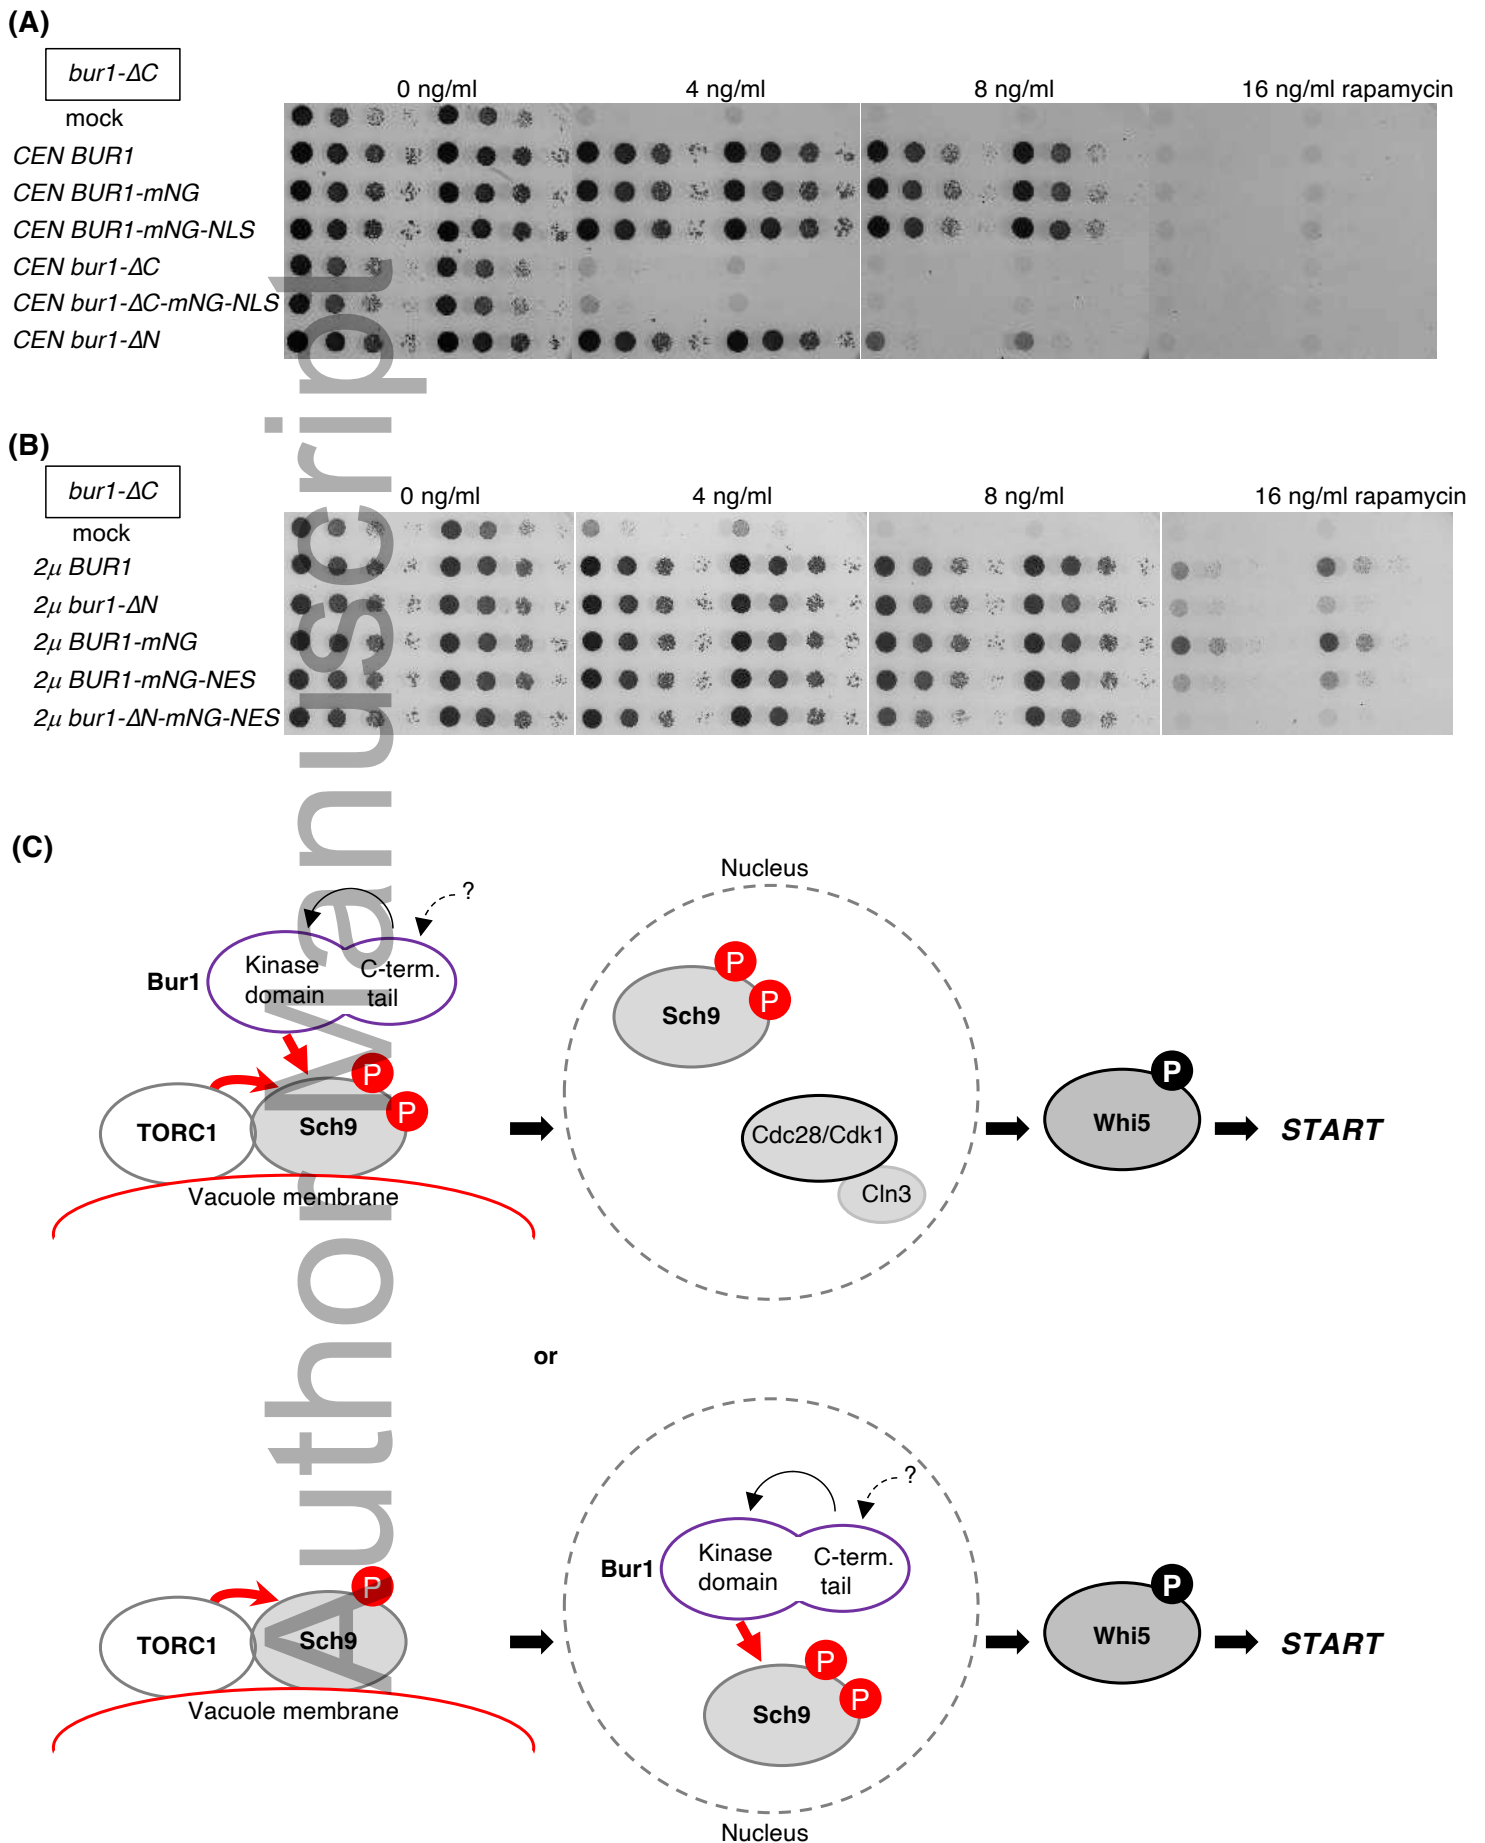 (A)
bur1-ΔC
0 ng/ml 4 ng/ml 8 ng/ml 16 ng/ml rapamycin
mock
CEN BUR1
CEN BUR1-mNG
CEN BUR1-mNG-NLS
CEN bur1-ΔC
CEN bur1-ΔC-mNG-NLS
CEN bur1-ΔN
(B)
bur1-ΔC
0 ng/ml 4 ng/ml 8 ng/ml 16 ng/ml rapamycin
mock
2μ BUR1
2μ bur1-ΔN
2μ BUR1-mNG
2μ BUR1-mNG-NES
2μ bur1-ΔN-mNG-NES
(C)
Nucleus
?
Bur1
Kinase
domain
C-term.
tail
P
P
TORC1
Sch9
Vacuole membrane
P
P
Sch9
Cdc28/Cdk1
Cln3
P
Whi5
START
or
?
Bur1
Kinase
domain
C-term.
tail
P
TORC1
Sch9
Vacuole membrane
P
P
Sch9
P
Whi5
START
Nucleus
Author Manuscript